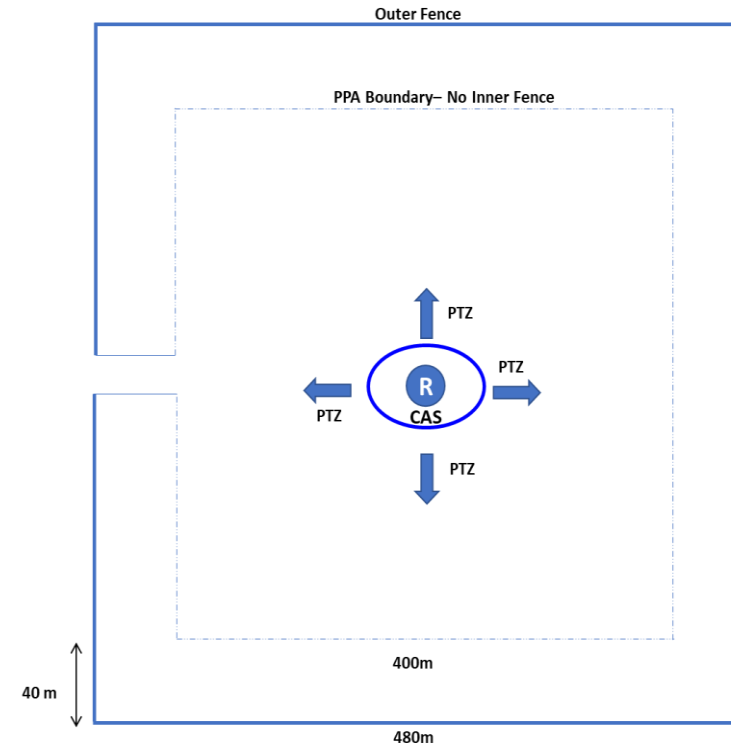 Outer Fence
PPA Boundary– No Inner Fence
PTZ
PTZ
R
PTZ
CAS
PTZ
400m
40 m
480m